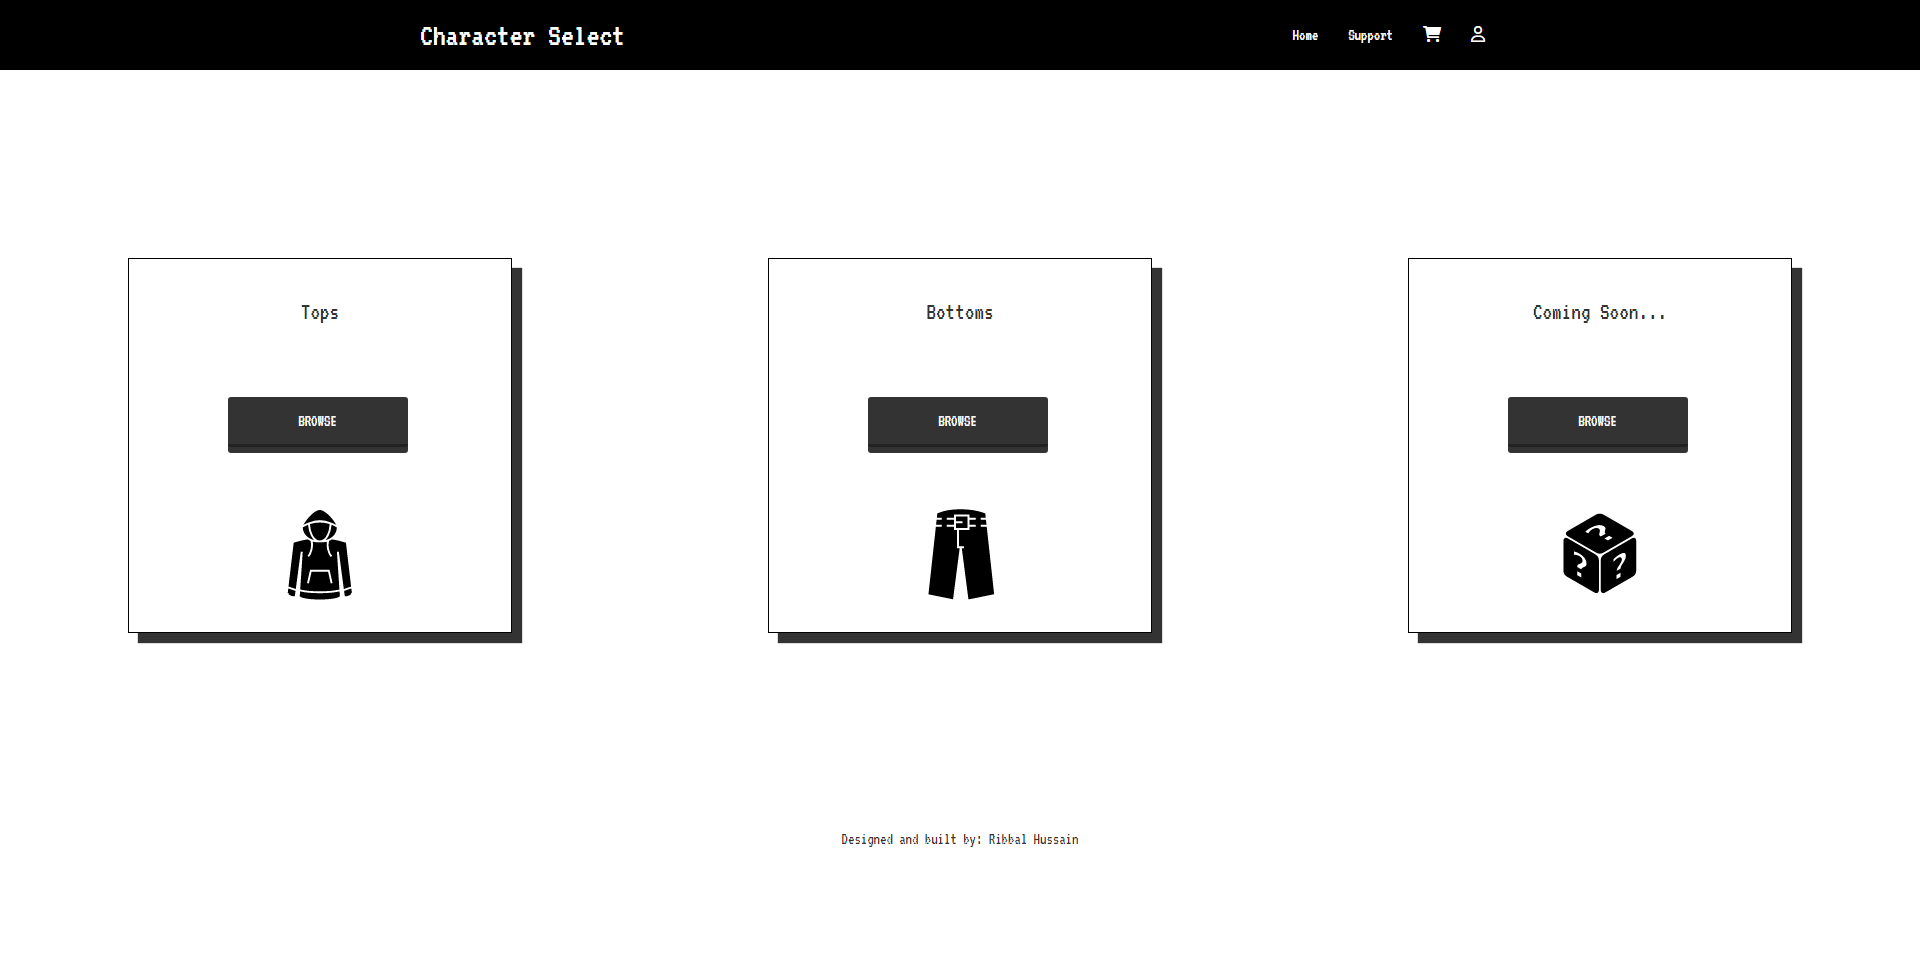 Character Select
Home
Support
Tops
Bottoms
Coming Soon...
BROWSE
BROWSE
BROWSE
? ? ?
Designed and built by: Ribbal Hussain